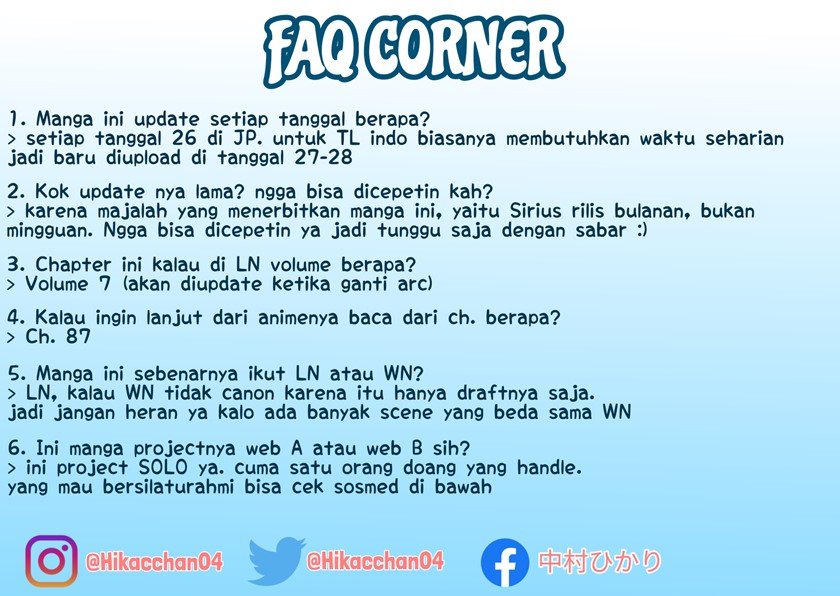 FAQ CORNER
1. Manga ini update setiap tanggal berapa?
> setiap tanggal 26 di JP. untuk TL indo biasanya membutuhkan waktu seharian
jadi baru diupload di tanggal 27-28
2. Kok update nya lama? ngga bisa dicepetin kah?
> karena majalah yang menerbitkan manga ini, yaitu Sirius rilis bulanan, bukan
mingguan. Ngga bisa dicepetin ya jadi tunggu saja dengan sabar :)
3. Chapter ini kalau di LN volume berapa?
> Volume 7 (akan diupdate ketika ganti arc)
4. Kalau ingin lanjut dari animenya baca dari ch. berapa?
> Ch. 87
5. Manga ini sebenarnya ikut LN atau WN?
> LN, kalau WN tidak canon karena itu hanya draftnya saja.
jadi jangan heran ya kalo ada banyak scene yang beda sama WN
6. Ini manga projectnya web A atau web B sih?
> ini project SOLO ya. cuma satu orang doang yang handle.
yang mau bersilaturahmi bisa cek sosmed di bawah
@Hikacchan04 @Hikacchan04 中村ひかり